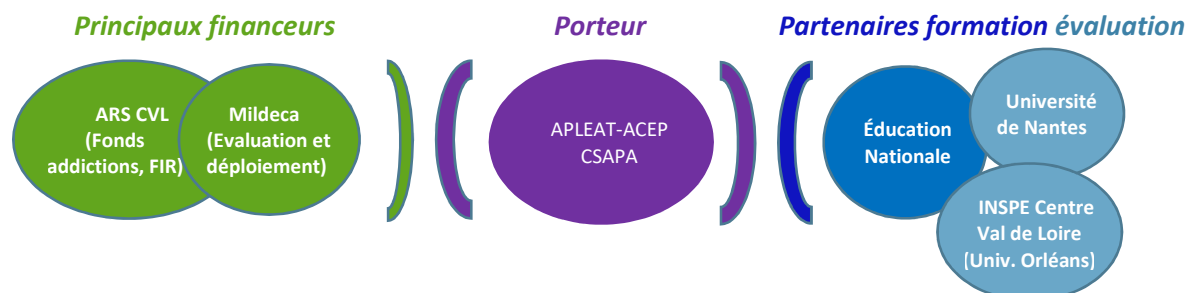 Principaux financeurs
Porteur
Partenaires formation évaluation
ARS CVL
(Fonds
addictions, FIR)
Mildeca
(Evaluation et
déploiement)
APLEAT-ACEP
CSAPA
Éducation
Nationale
Université
de Nantes
INSPE Centre
Val de Loire
(Univ. Orléans)